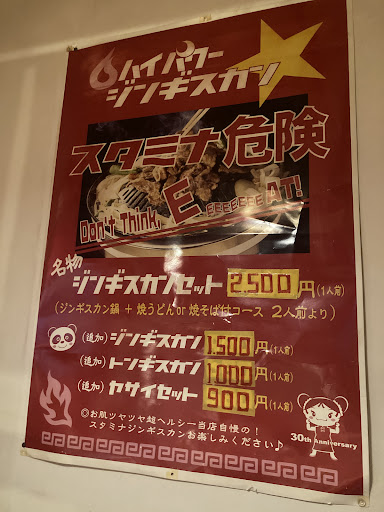 ハイパワー
ジンギスカン
スタミナ危険
Don't Think, E EEEEEEE AT!
名物
ジンギスカンセット 2,500円(1人前)
(ジンギスカン鍋 + 焼うどん or 焼そば付コース 2人前より)
(追加) ジンギスカン 1,500円(1人前)
(追加) トンギスカン 1,000円(1人前)
(追加) ヤサイセット 900円(1人前)
◎お肌ツヤツヤ超ヘルシー当店自慢の!
スタミナジンギスカンお楽しみください♪
30th Anniversary